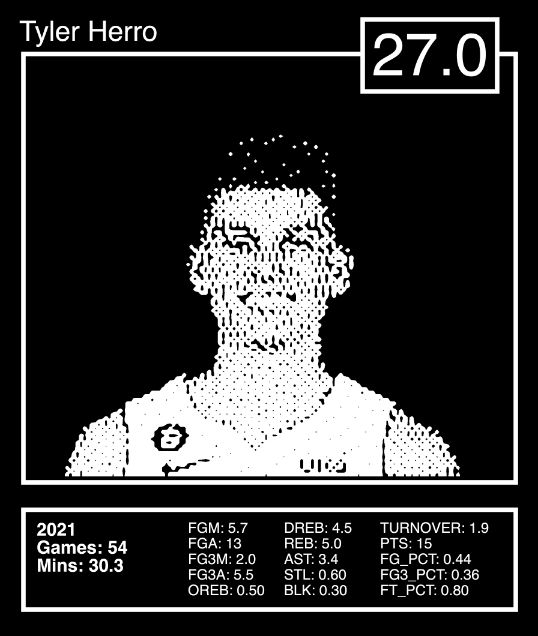 Tyler Herro
27.0
2021
Games: 54
Mins: 30.3
FGM: 5.7
FGA: 13
FG3M: 2.0
FG3A: 5.5
OREB: 0.50
DREB: 4.5
REB: 5.0
AST: 3.4
STL: 0.60
BLK: 0.30
TURNOVER: 1.9
PTS: 15
FG_PCT: 0.44
FG3_PCT: 0.36
FT_PCT: 0.80